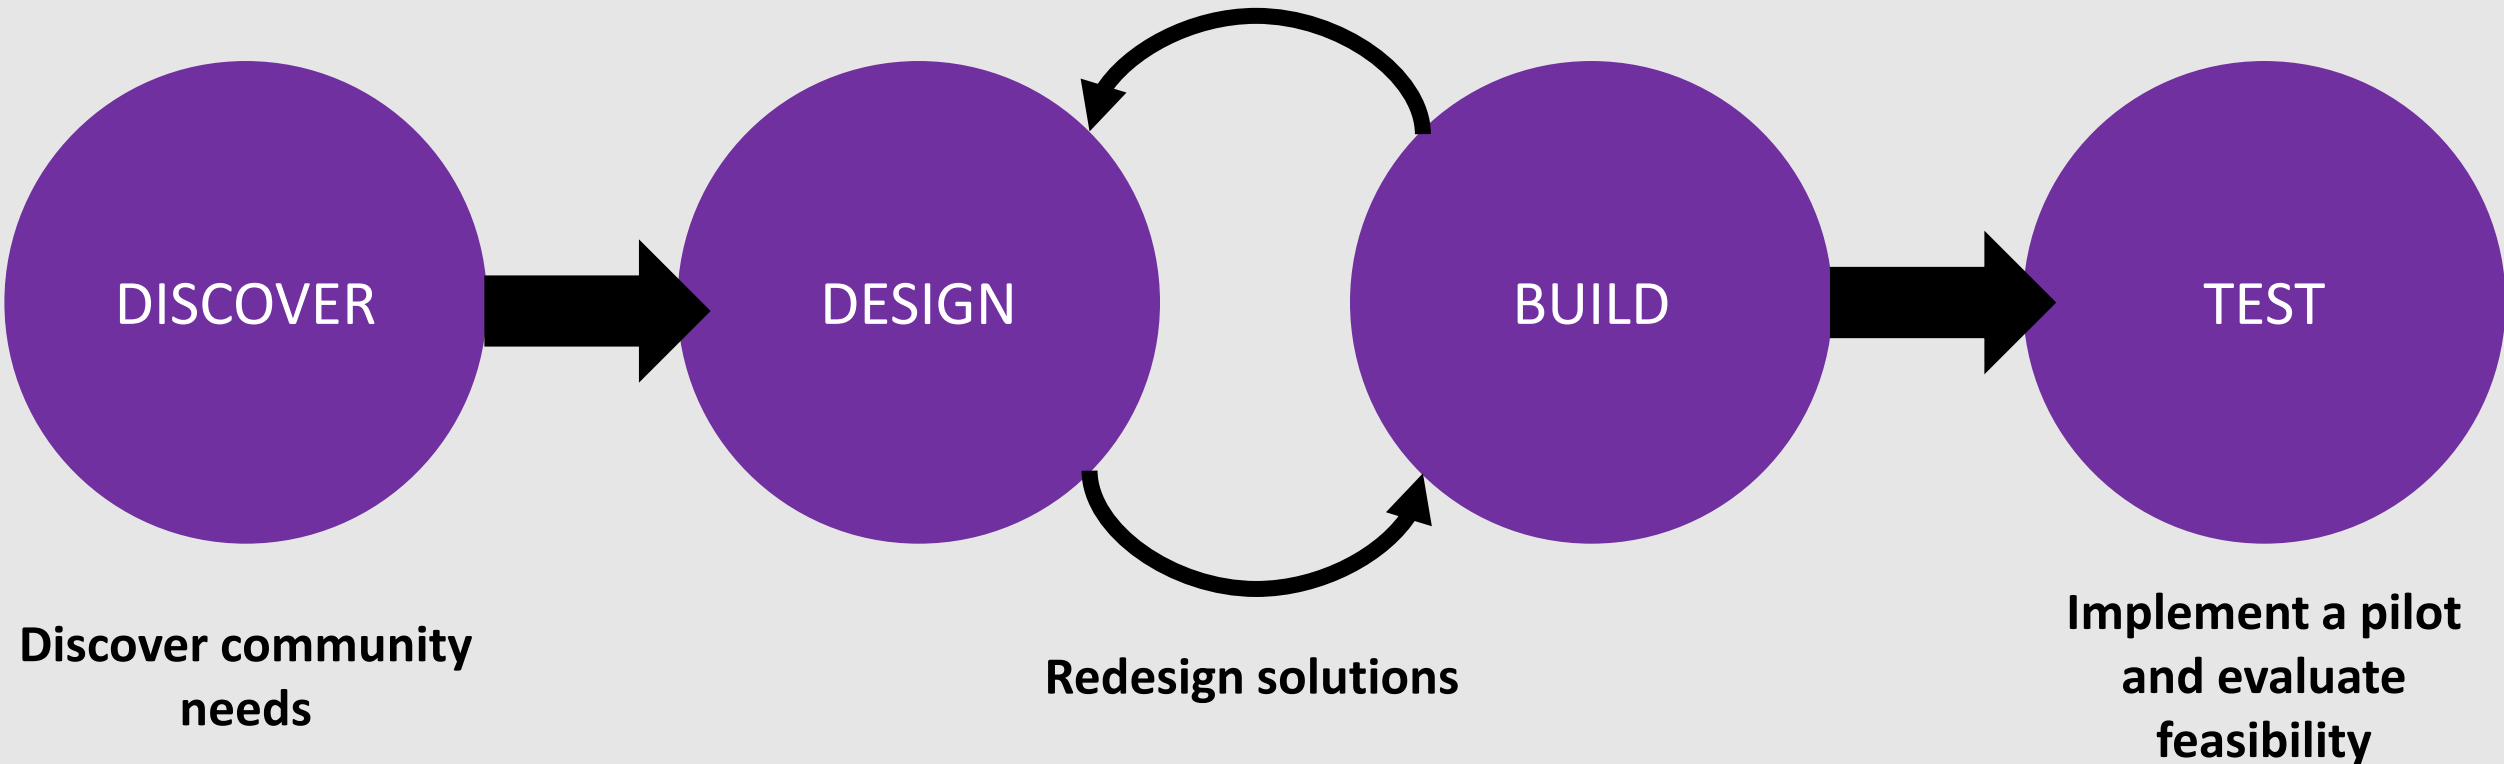 DISCOVER
DESIGN
BUILD
TEST
Discover community
needs
Redesign solutions
Implement a pilot
and evaluate
feasibility